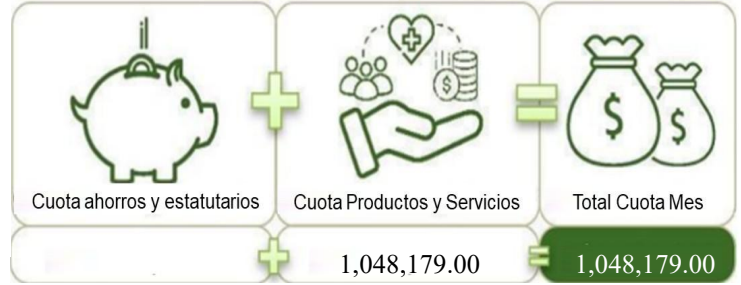 Cuota ahorros y estatutarios
Cuota Productos y Servicios
Total Cuota Mes
1,048,179.00
1,048,179.00